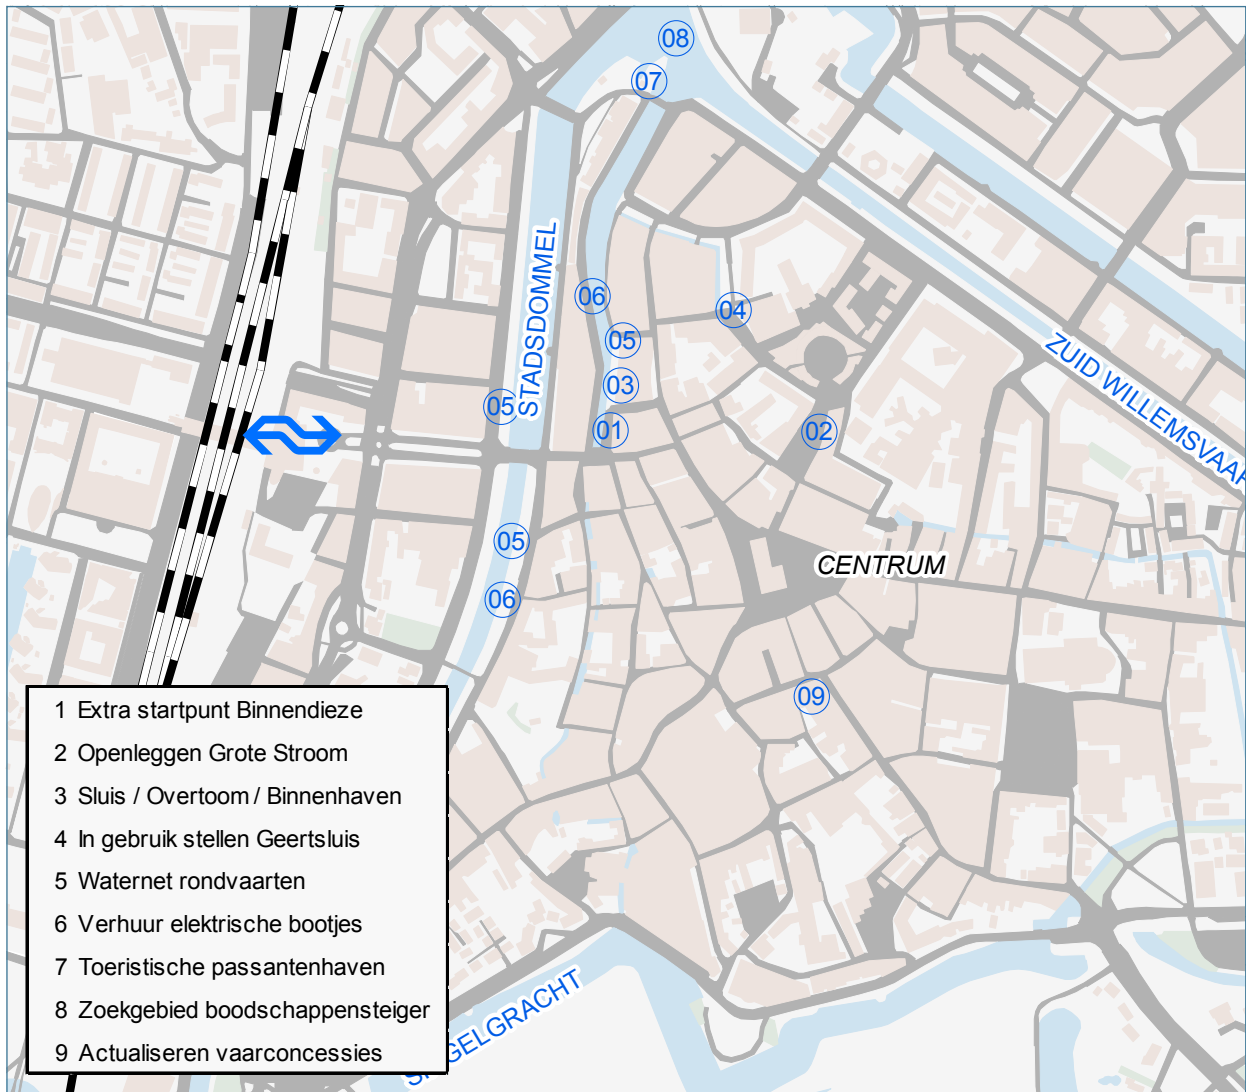 08
07
STADSDOMMEL
06
04
05
ZUID WILLEMSVAAR
03
05
01
02
05
CENTRUM
06
09
1 Extra startpunt Binnendieze
2 Openleggen Grote Stroom
3 Sluis / Overtoom / Binnenhaven
4 In gebruik stellen Geertsluis
5 Waternet rondvaarten
6 Verhuur elektrische bootjes
7 Toeristische passantenhaven
8 Zoekgebied boodschappensteiger
9 Actualiseren vaarconcessies